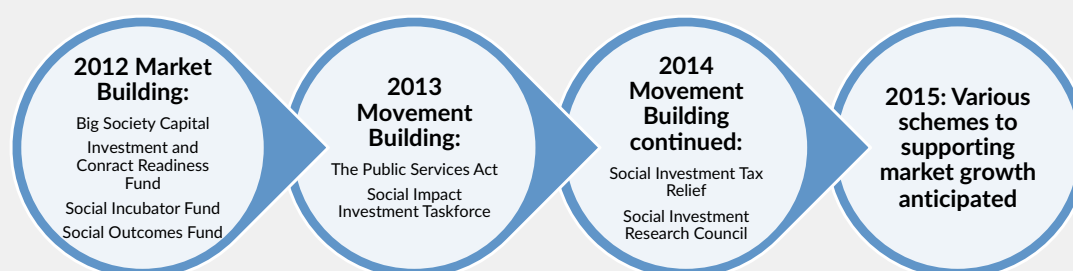 2012 Market
Building:
Big Society Capital
Investment and
Conract Readiness
Fund
Social Incubator Fund
Social Outcomes Fund
2013
Movement
Building:
The Public Services Act
Social Impact
Investment Taskforce
2014
Movement
Building
continued:
Social Investment Tax
Relief
Social Investment
Research Council
2015: Various
schemes to
supporting
market growth
anticipated